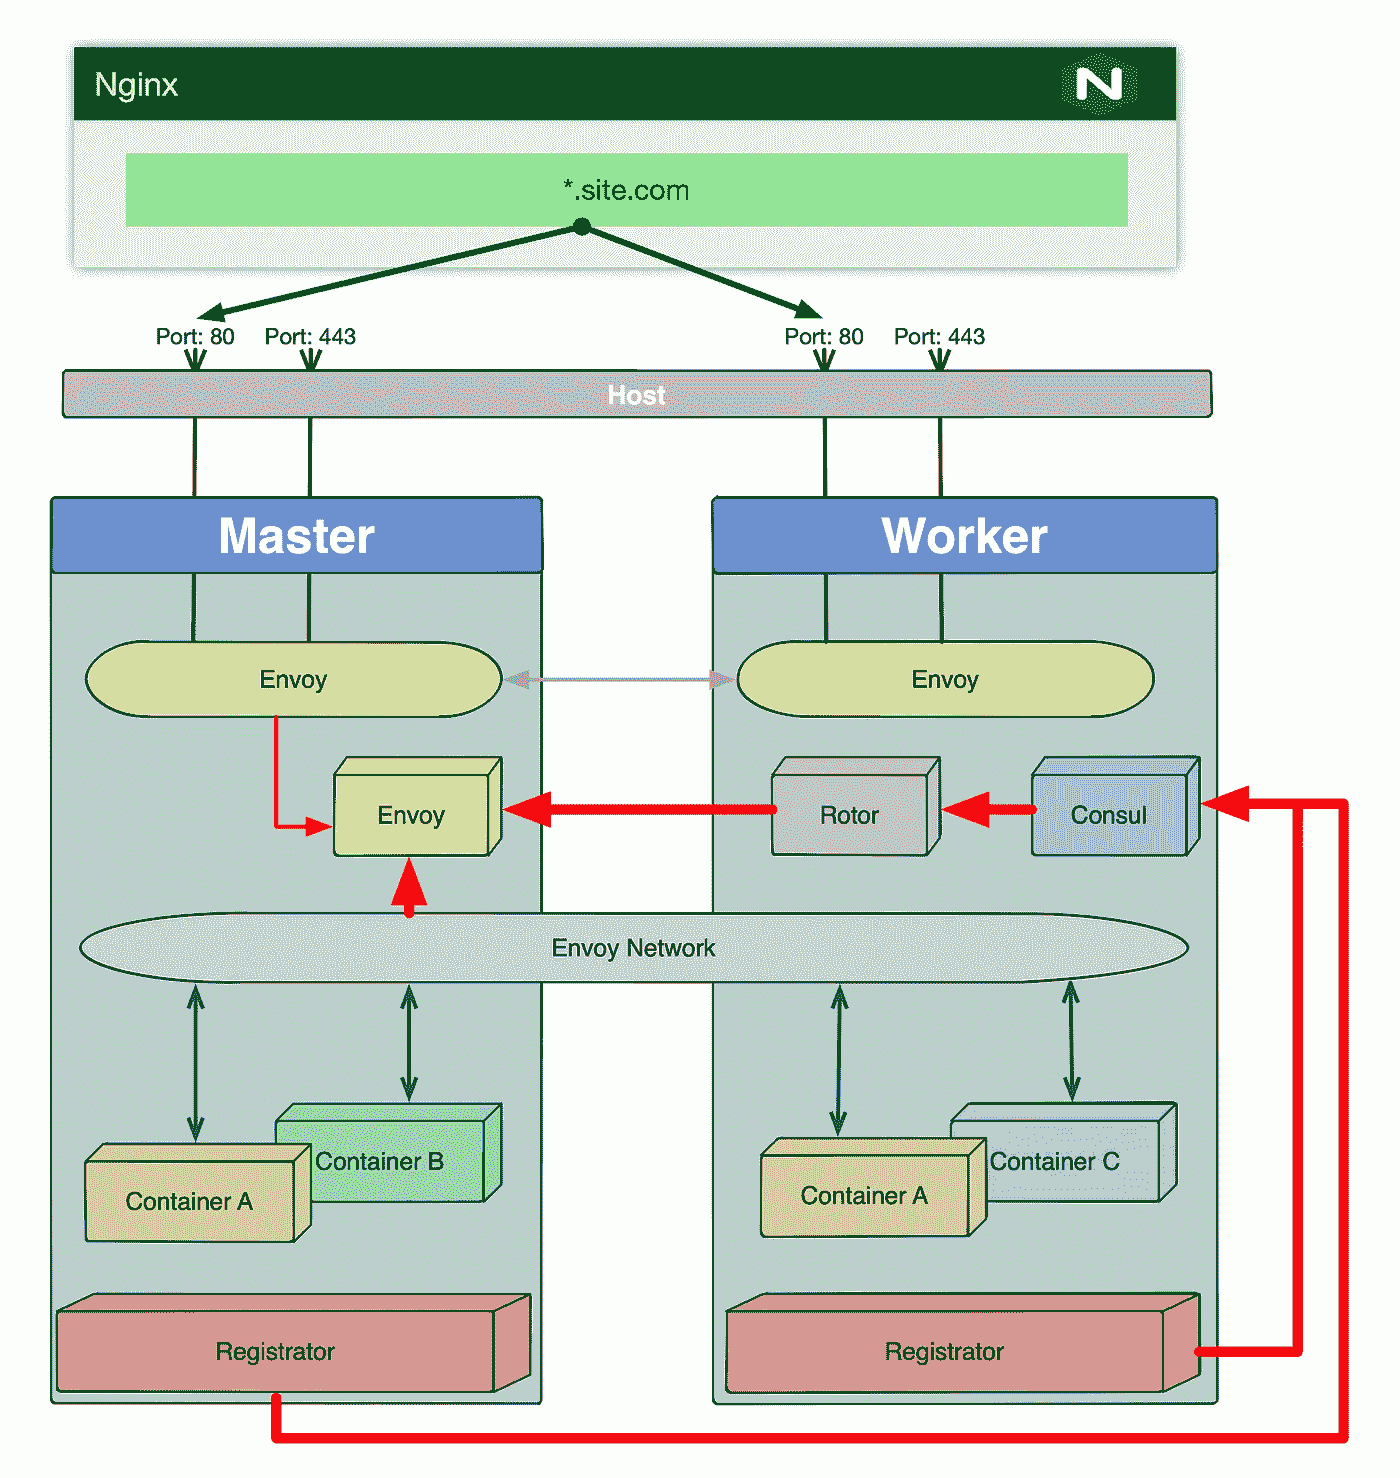 Nginx
N
*.site.com
Port: 80
Port: 443
Port: 80
Port: 443
Host
Master
Worker
Envoy
Envoy
Envoy
Rotor
Consul
Envoy Network
Container B
Container A
Container C
Container A
Registrator
Registrator